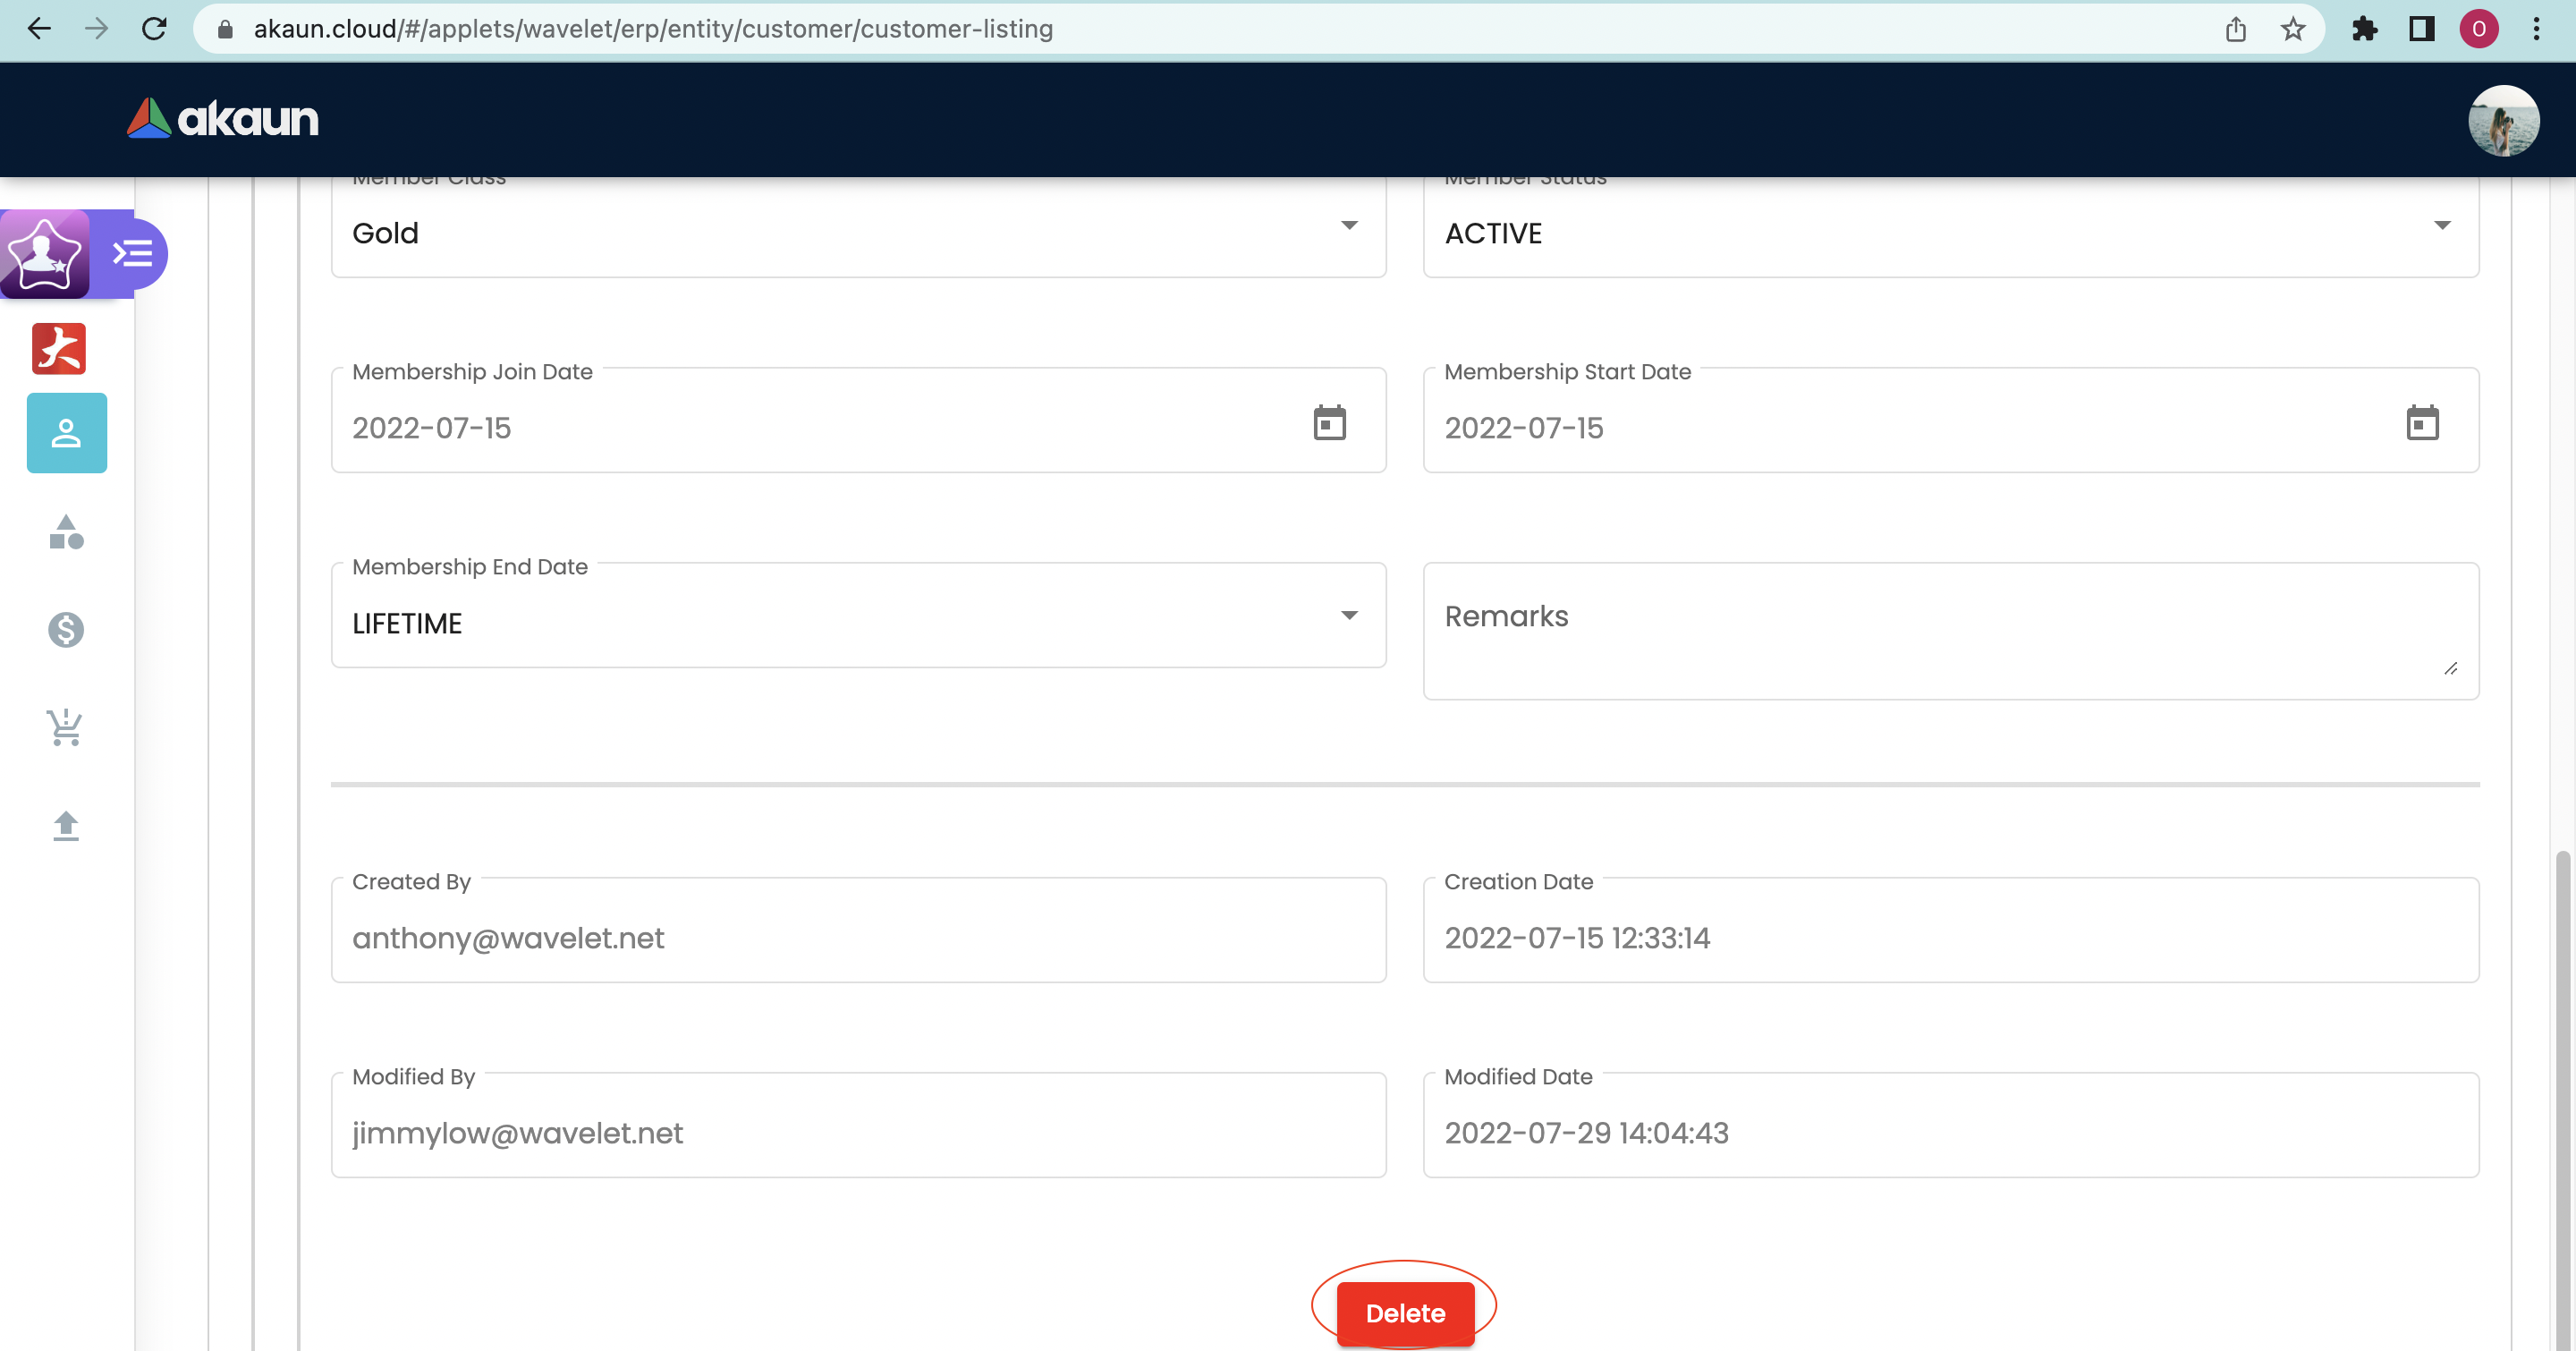 akaun.cloud/#/applets/wavelet/erp/entity/customer/customer-listing
O
akaun
Member Class
Member Status
Gold
ACTIVE
Membership Join Date
Membership Start Date
2022-07-15
2022-07-15
Membership End Date
LIFETIME
Remarks
Created By
Creation Date
anthony@wavelet.net
2022-07-15 12:33:14
Modified By
Modified Date
jimmylow@wavelet.net
2022-07-29 14:04:43
Delete